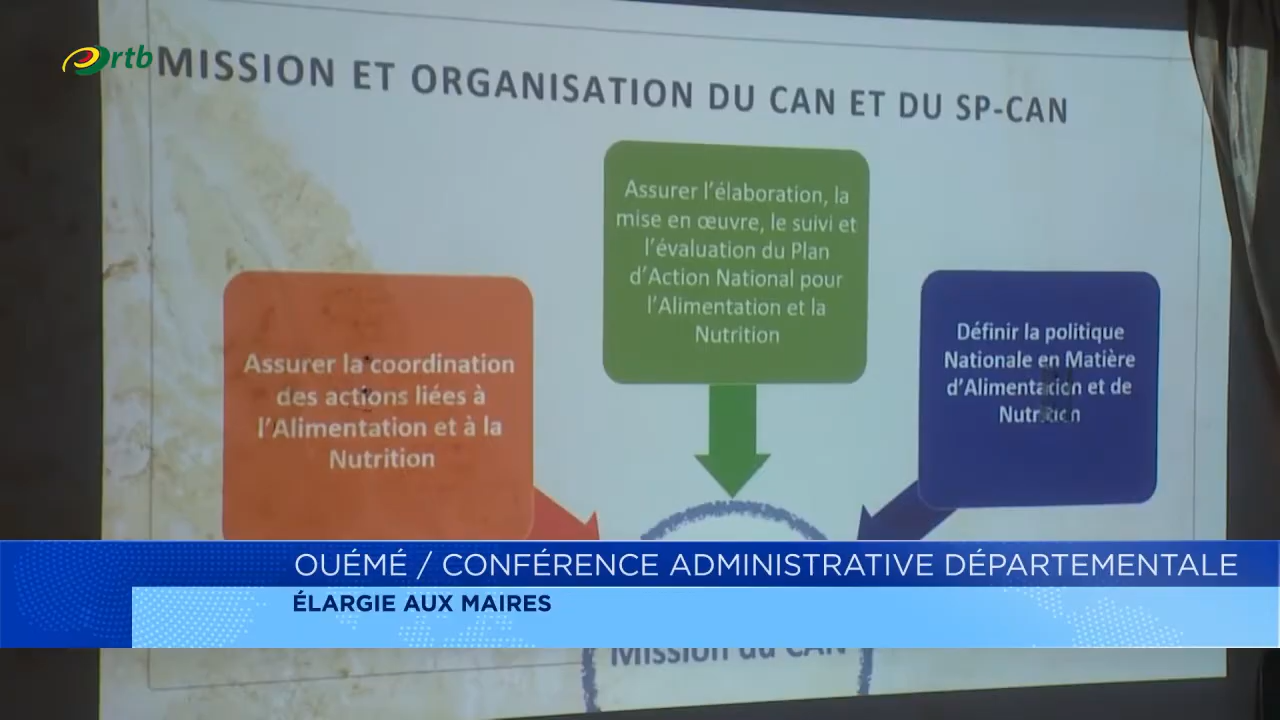 ortb
MISSION ET ORGANISATION DU CAN ET DU SP-CAN
Assurer l'élaboration, la
mise en œuvre, le suivi et
l'évaluation du Plan
d'Action National pour
l'Alimentation et la
Nutrition
Assurer la coordination
des actions liées à
l'Alimentation et à la
Nutrition
Définir la politique
Nationale en Matière
d'Alimentation et de
Nutrition
OUÉMÉ / CONFÉRENCE ADMINISTRATIVE DÉPARTEMENTALE
ÉLARGIE AUX MAIRES
Mission du CAN